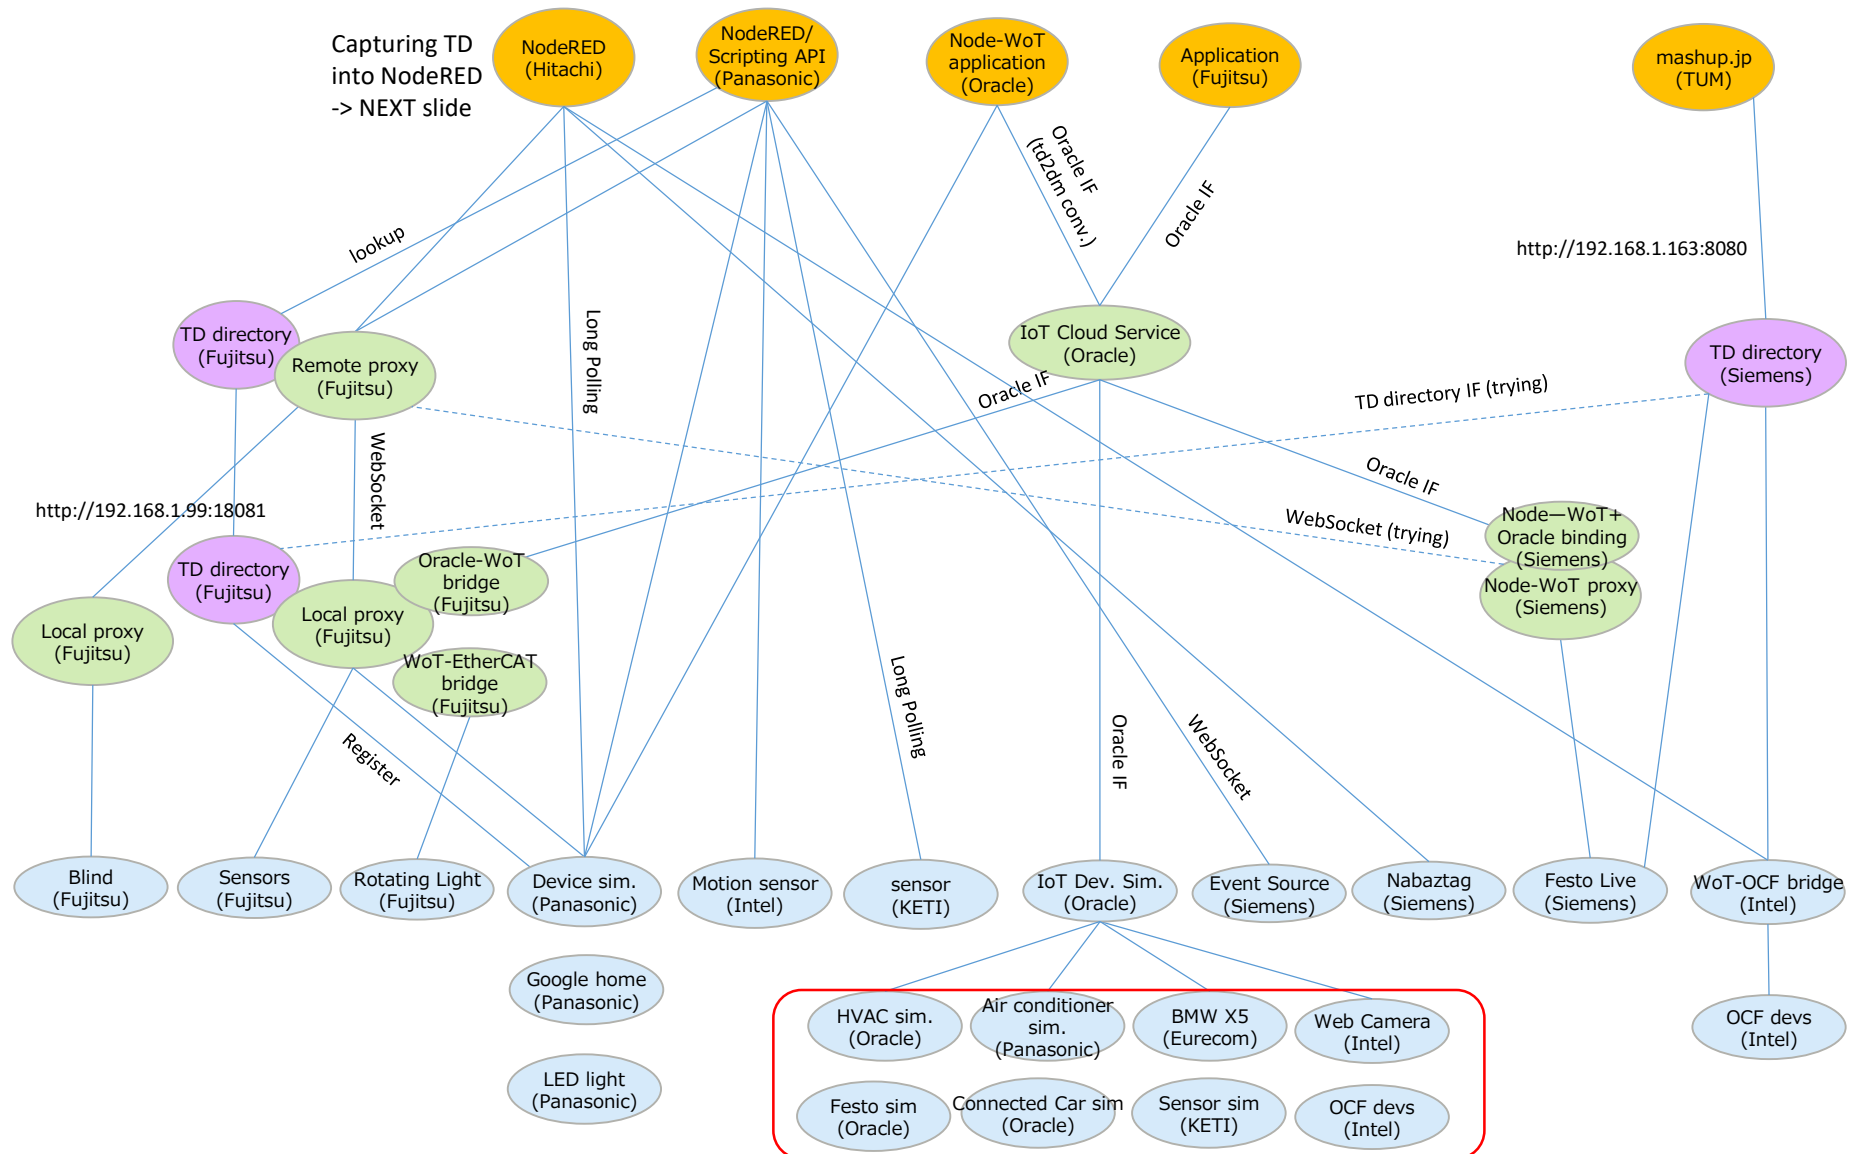 Capturing TD
into NodeRED
-> NEXT slide
NodeRED
(Hitachi)
NodeRED/
Scripting API
(Panasonic)
Node-WoT
application
(Oracle)
Application
(Fujitsu)
mashup.jp
(TUM)
lookup
Long Polling
Oracle IF
(td2dm conv.)
Oracle IF
http://192.168.1.163:8080
TD directory
(Fujitsu)
Remote proxy
(Fujitsu)
IoT Cloud Service
(Oracle)
TD directory
(Siemens)
Oracle IF
TD directory IF (trying)
WebSocket
Oracle IF
http://192.168.1.99:18081
WebSocket (trying)
Node—WoT+
Oracle binding
(Siemens)
Node-WoT proxy
(Siemens)
TD directory
(Fujitsu)
Oracle-WoT
bridge
(Fujitsu)
Local proxy
(Fujitsu)
Local proxy
(Fujitsu)
WoT-EtherCAT
bridge
(Fujitsu)
Register
Long Polling
Oracle IF
WebSocket
Blind
(Fujitsu)
Sensors
(Fujitsu)
Rotating Light
(Fujitsu)
Device sim.
(Panasonic)
Motion sensor
(Intel)
sensor
(KETI)
IoT Dev. Sim.
(Oracle)
Event Source
(Siemens)
Nabaztag
(Siemens)
Festo Live
(Siemens)
WoT-OCF bridge
(Intel)
Google home
(Panasonic)
HVAC sim.
(Oracle)
Air conditioner
sim.
(Panasonic)
BMW X5
(Eurecom)
Web Camera
(Intel)
OCF devs
(Intel)
LED light
(Panasonic)
Festo sim
(Oracle)
Connected Car sim
(Oracle)
Sensor sim
(KETI)
OCF devs
(Intel)